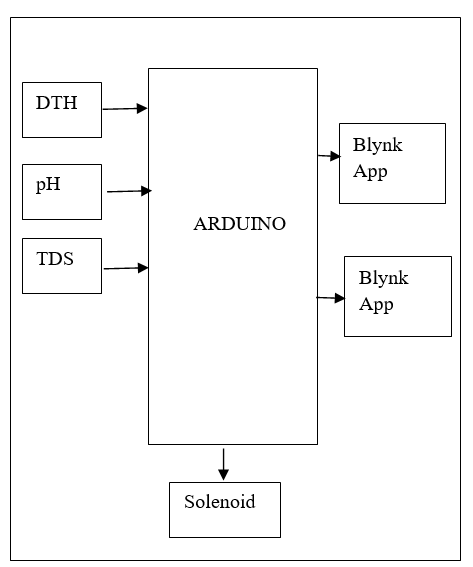 DTH
pH
TDS
ARDUINO
Blynk
App
Blynk
App
Solenoid